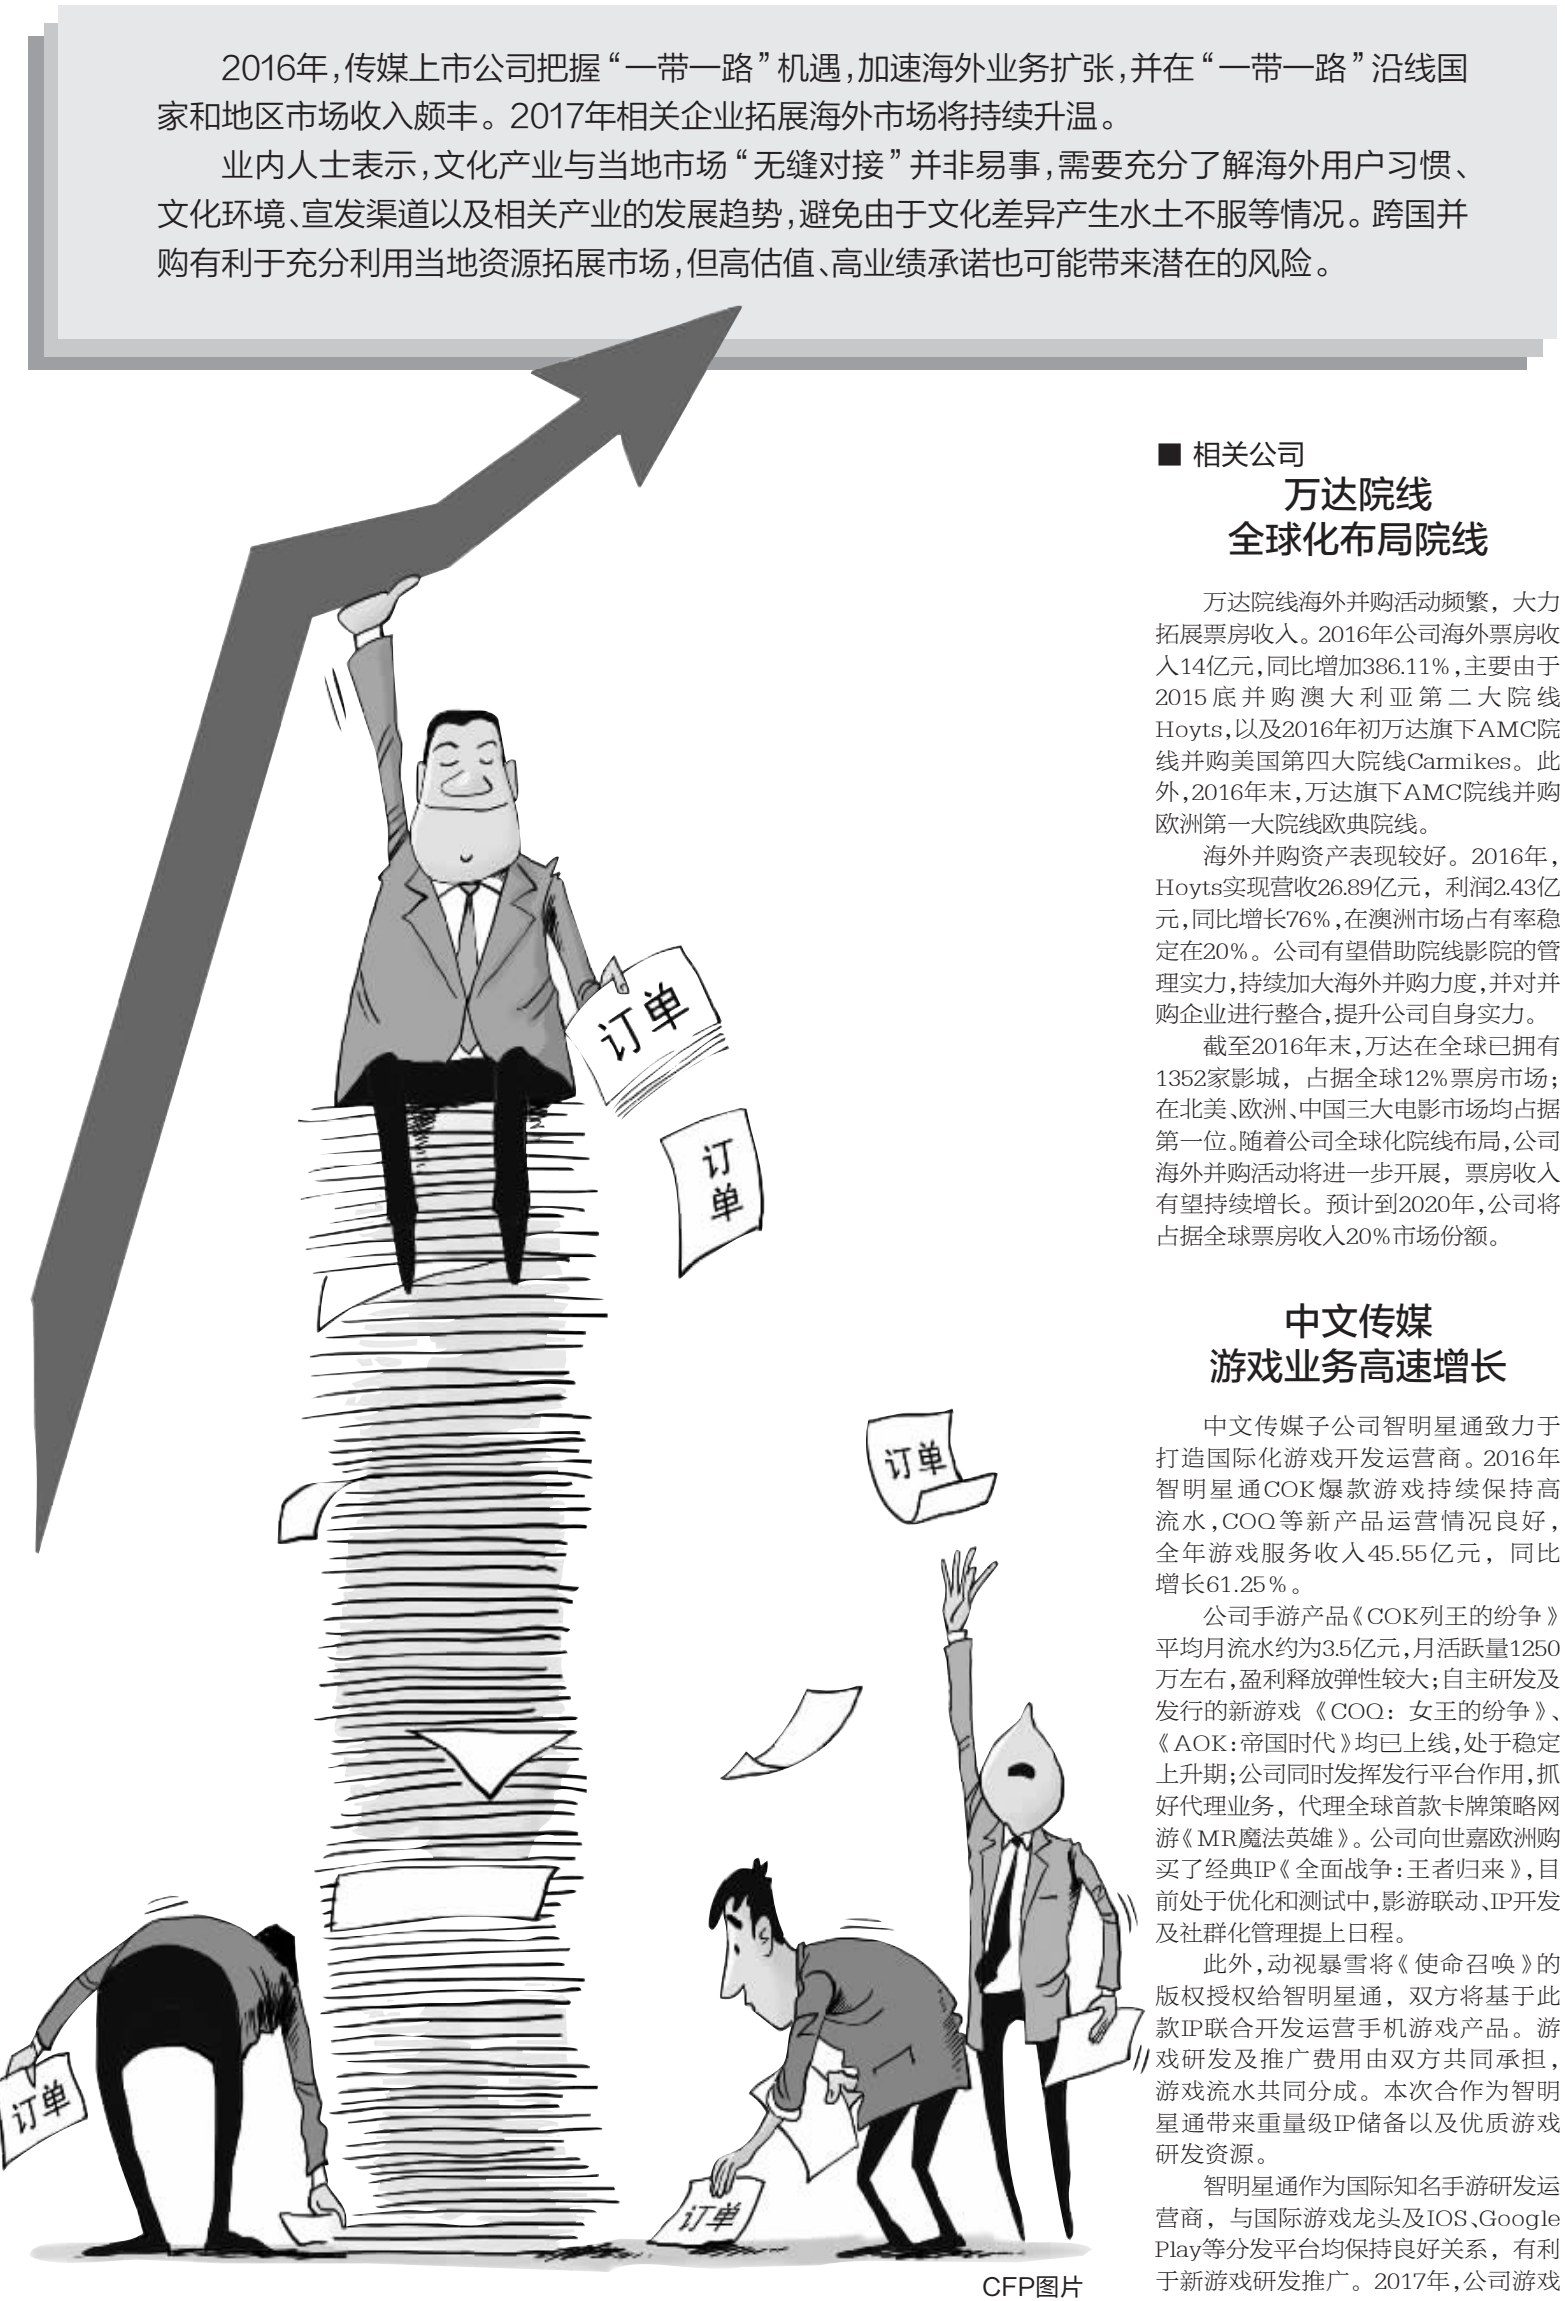 2016年,传媒上市公司把握“一带一路”机遇,加速海外业务扩张,并在“一带一路”沿线国
家和地区市场收入颇丰。2017年相关企业拓展海外市场将持续升温。
业内人士表示,文化产业与当地市场“无缝对接”并非易事,需要充分了解海外用户习惯、
文化环境、宣发渠道以及相关产业的发展趋势,避免由于文化差异产生水土不服等情况。跨国并
购有利于充分利用当地资源拓展市场,但高估值、高业绩承诺也可能带来潜在的风险。
订单
订
单
订单
订单
订单
CFP图片
■ 相关公司
万达院线
全球化布局院线
万达院线海外并购活动频繁，大力
拓展票房收入。2016年公司海外票房收
入14亿元,同比增加386.11%,主要由于
2015底并购澳大利亚第二大院线
Hoyts,以及2016年初万达旗下AMC院
线并购美国第四大院线Carmikes。此
外,2016年末,万达旗下AMC院线并购
欧洲第一大院线欧典院线。
海外并购资产表现较好。2016年，
Hoyts实现营收26.89亿元，利润2.43亿
元,同比增长76%,在澳洲市场占有率稳
定在20%。公司有望借助院线影院的管
理实力,持续加大海外并购力度,并对并
购企业进行整合,提升公司自身实力。
截至2016年末,万达在全球已拥有
1352家影城，占据全球12%票房市场;
在北美、欧洲、中国三大电影市场均占据
第一位。随着公司全球化院线布局,公司
海外并购活动将进一步开展，票房收入
有望持续增长。预计到2020年,公司将
占据全球票房收入20%市场份额。
中文传媒
游戏业务高速增长
中文传媒子公司智明星通致力于
打造国际化游戏开发运营商。2016年
智明星通COK爆款游戏持续保持高
流水,COQ等新产品运营情况良好，
全年游戏服务收入45.55亿元，同比
增长61.25%。
公司手游产品《COK列王的纷争》
平均月流水约为3.5亿元,月活跃量1250
万左右,盈利释放弹性较大;自主研发及
发行的新游戏《COQ：女王的纷争》、
《AOK:帝国时代》均已上线,处于稳定
上升期;公司同时发挥发行平台作用,抓
好代理业务，代理全球首款卡牌策略网
游《MR魔法英雄》。公司向世嘉欧洲购
买了经典IP《全面战争:王者归来》,目
前处于优化和测试中,影游联动、IP开发
及社群化管理提上日程。
此外,动视暴雪将《使命召唤》的
版权授权给智明星通，双方将基于此
款IP联合开发运营手机游戏产品。游
戏研发及推广费用由双方共同承担，
游戏流水共同分成。本次合作为智明
星通带来重量级IP储备以及优质游戏
研发资源。
智明星通作为国际知名手游研发运
营商，与国际游戏龙头及IOS、Google
Play等分发平台均保持良好关系，有利
于新游戏研发推广。2017年,公司游戏